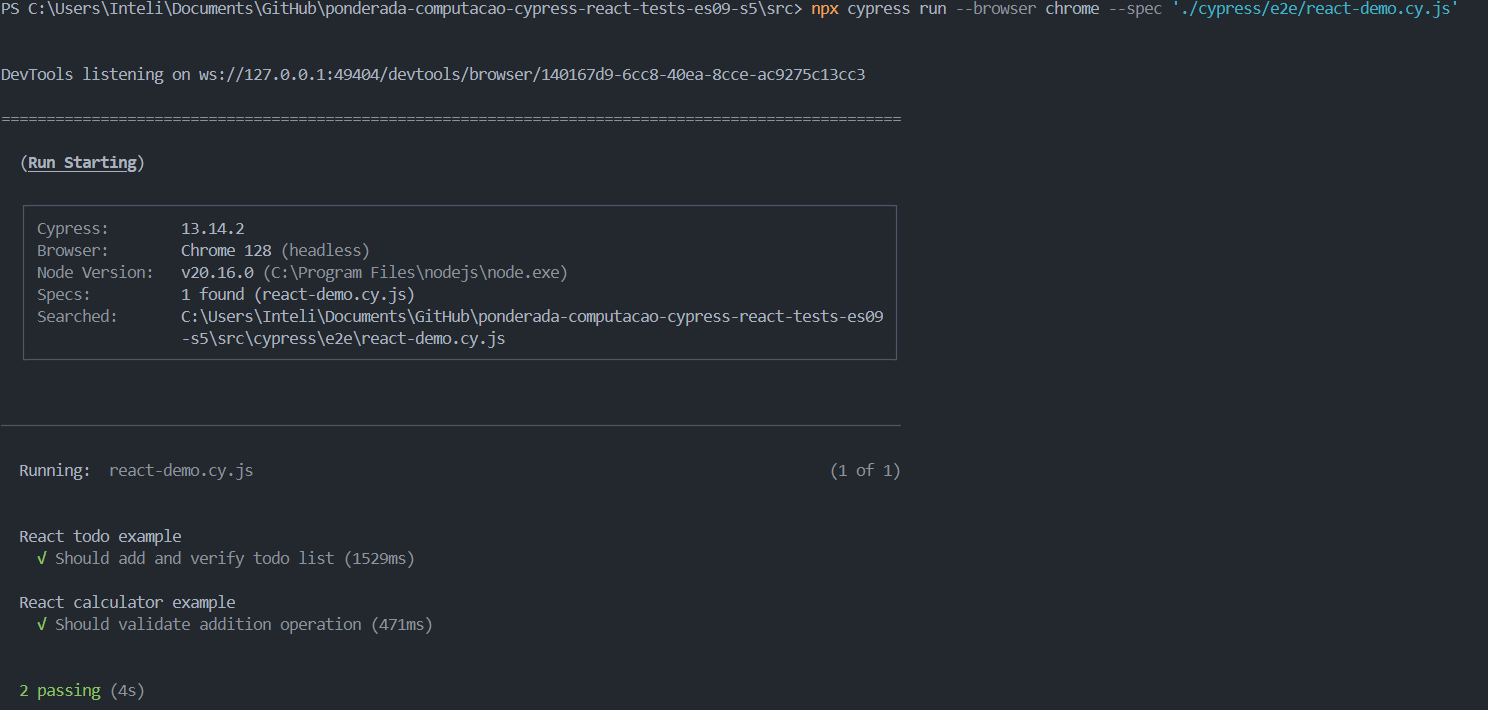 PS C:\Users\Inteli\Documents\GitHub\ponderada-computacao-cypress-react-tests-es09-s5\src> npx cypress run --browser chrome --spec './cypress/e2e/react-demo.cy.js'
DevTools listening on ws://127.0.0.1:49404/devtools/browser/140167d9-6cc8-40ea-8cce-ac9275c13cc3
====================================================================================================
(Run Starting)
Cypress: 13.14.2
Browser: Chrome 128 (headless)
Node Version: v20.16.0 (C:\Program Files\nodejs\node.exe)
Specs: 1 found (react-demo.cy.js)
Searched: C:\Users\Inteli\Documents\GitHub\ponderada-computacao-cypress-react-tests-es09
-s5\src\cypress\e2e\react-demo.cy.js
Running: react-demo.cy.js (1 of 1)
React todo example
√ Should add and verify todo list (1529ms)
React calculator example
√ Should validate addition operation (471ms)
2 passing (4s)